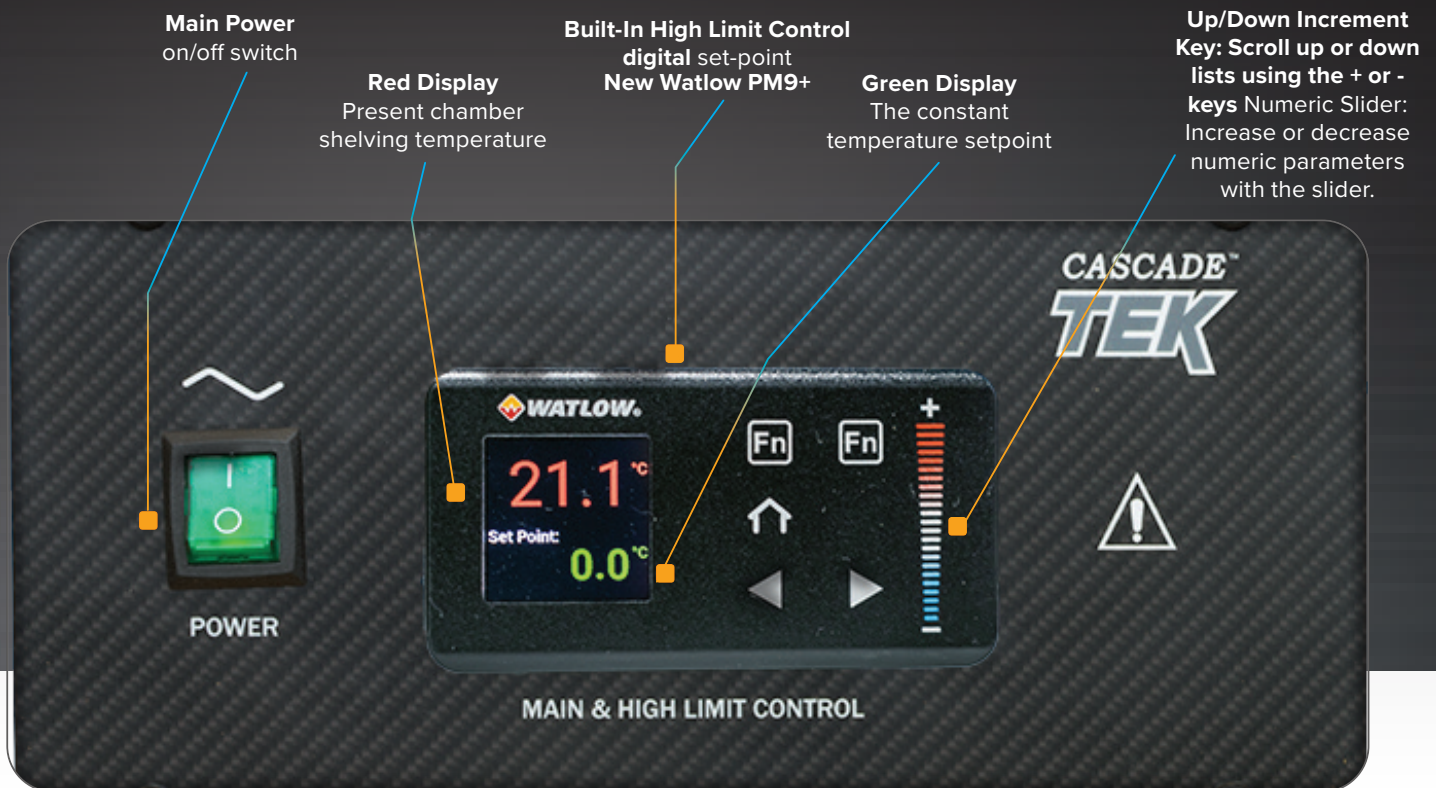 Main Power
on/off switch
Red Display
Present chamber
shelving temperature
Built-In High Limit Control
digital set-point
New Watlow PM9+
Green Display
The constant
temperature setpoint
Up/Down Increment
Key: Scroll up or down
lists using the + or -
keys Numeric Slider:
Increase or decrease
numeric parameters
with the slider.
CASCADE™
TEK
WATLOW®
21.1°C
Set Point:
0.0°C
Fn
Fn
+
−
I
O
POWER
MAIN & HIGH LIMIT CONTROL